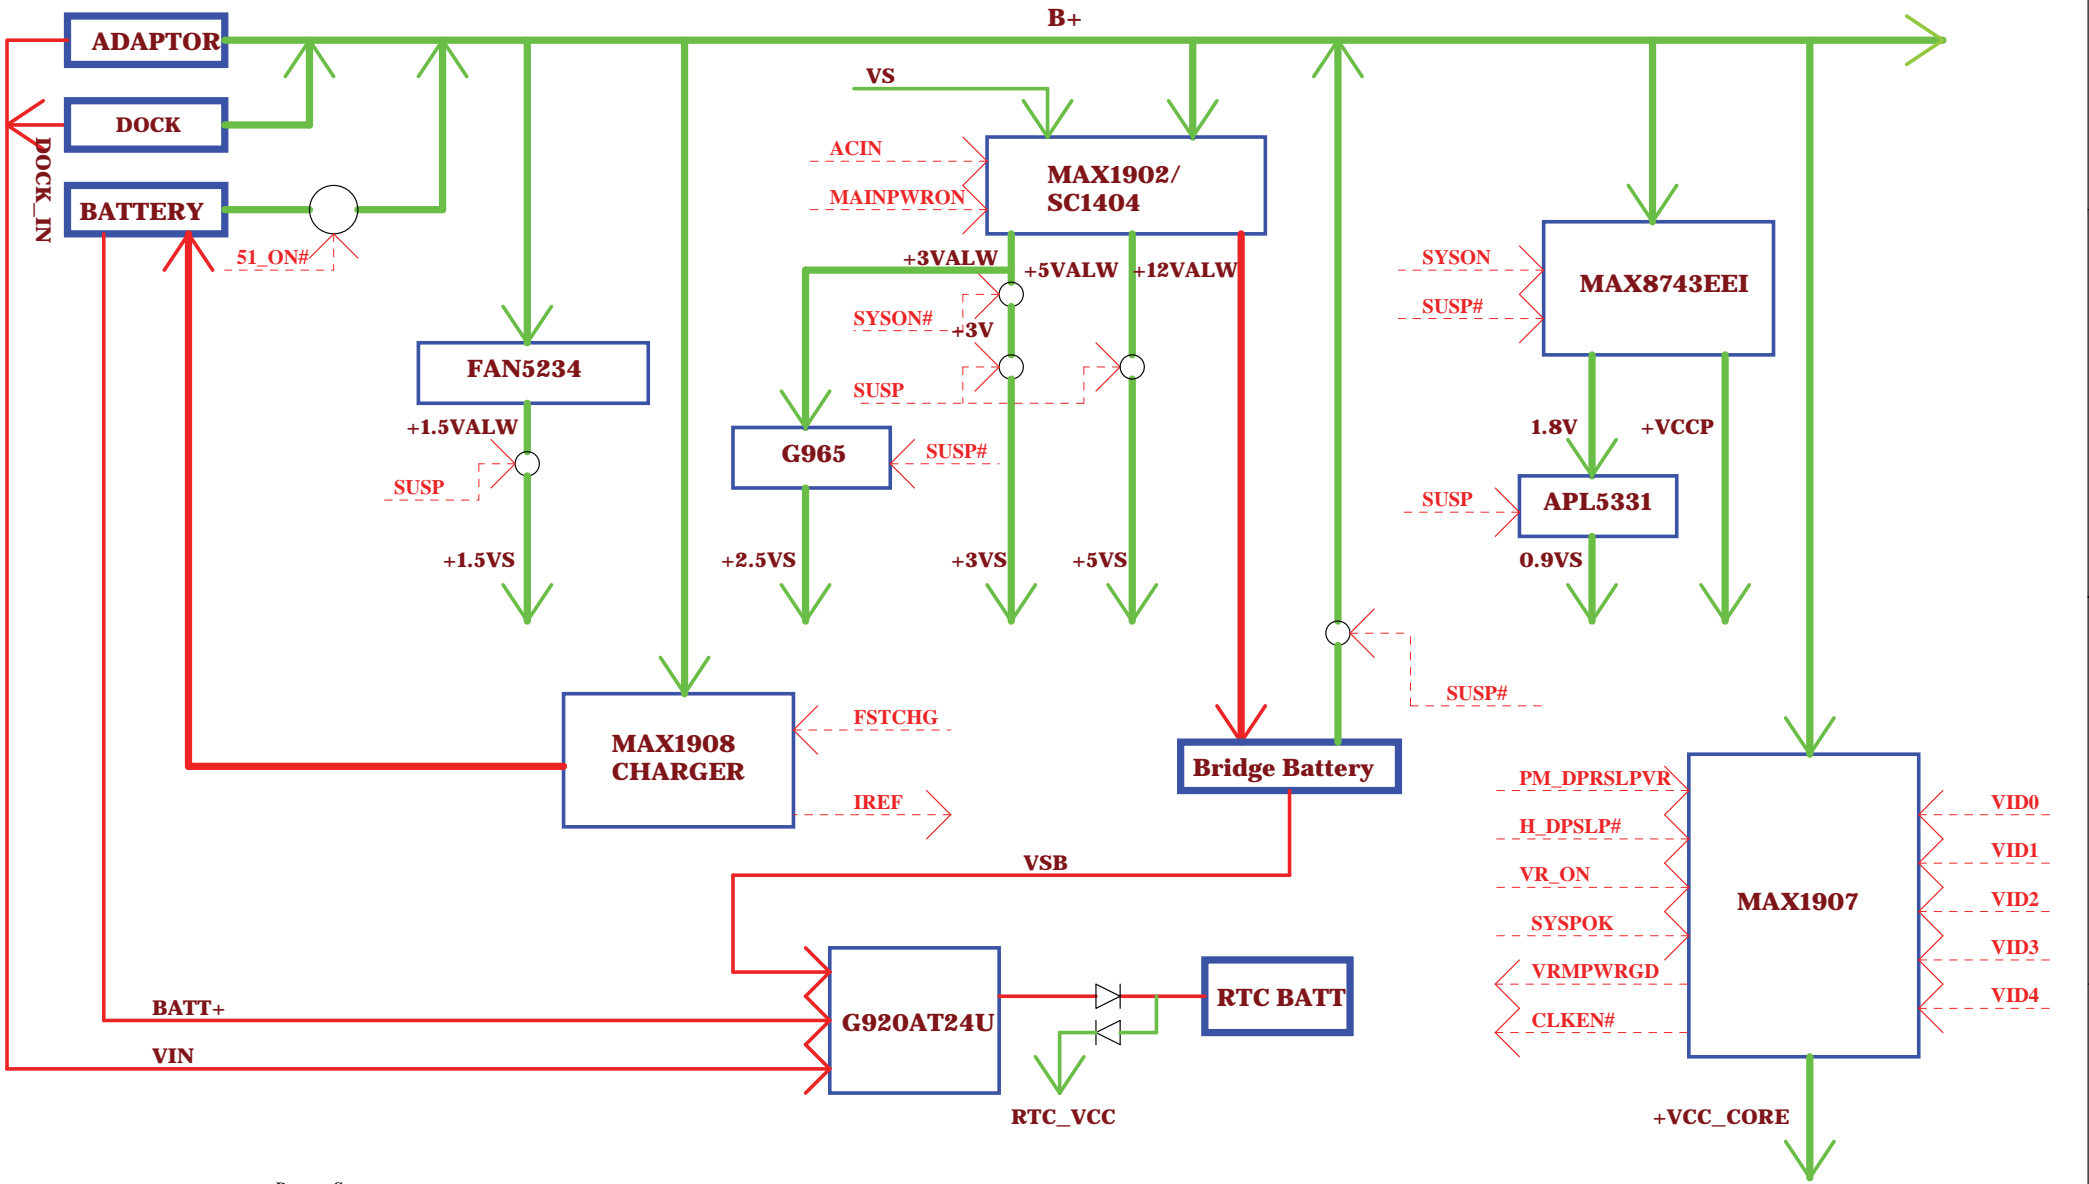 B+
ADAPTOR
DOCK
DOCK_IN
BATTERY
51_ON#
VS
ACIN
MAINPWRON
MAX1902/
SC1404
+3VALW
+5VALW
+12VALW
SYSON#
+3V
SUSP
SYSON
SUSP#
MAX8743EEI
FAN5234
+1.5VALW
SUSP
+1.5VS
G965
SUSP#
+2.5VS
+3VS
+5VS
1.8V
+VCCP
SUSP
APL5331
0.9VS
SUSP#
MAX1908
CHARGER
FSTCHG
IREF
Bridge Battery
VSB
PM_DPRSLPVR
H_DPSLP#
VR_ON
SYSPOK
VRMPWRGD
CLKEN#
MAX1907
VID0
VID1
VID2
VID3
VID4
BATT+
VIN
G920AT24U
RTC BATT
RTC_VCC
+VCC_CORE